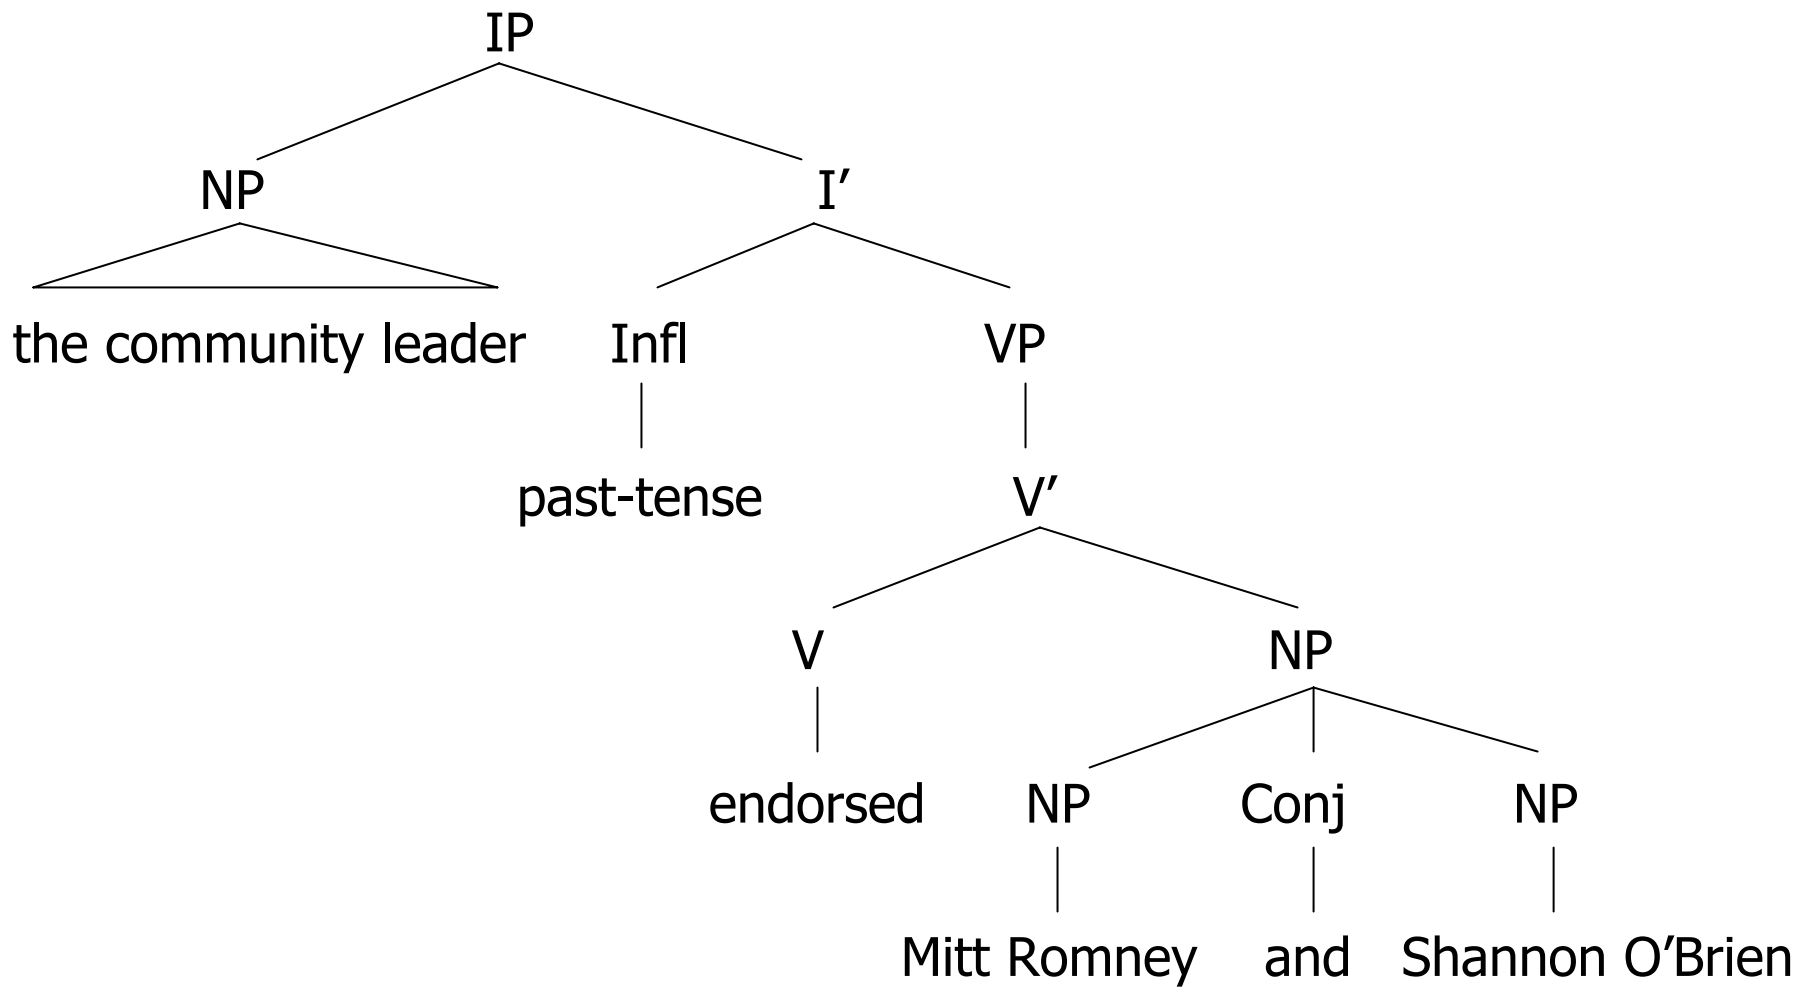 IP
NP I’
the community leader Infl VP
past-tense V’
V NP
endorsed NP Conj NP
Mitt Romney and Shannon O’Brien